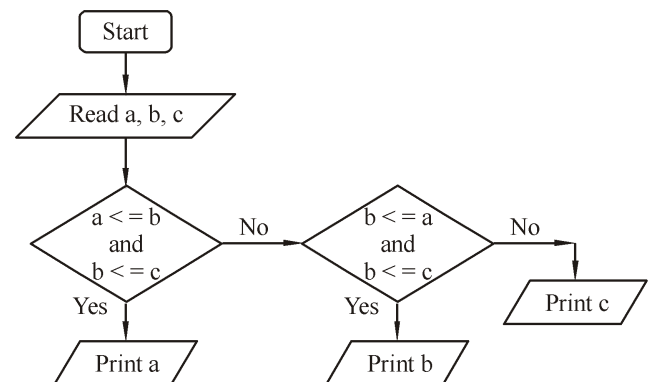 Start
Read a, b, c
a < = b
and
b < = c
No
b < = a
and
b < = c
No
Print c
Yes
Yes
Print a
Print b